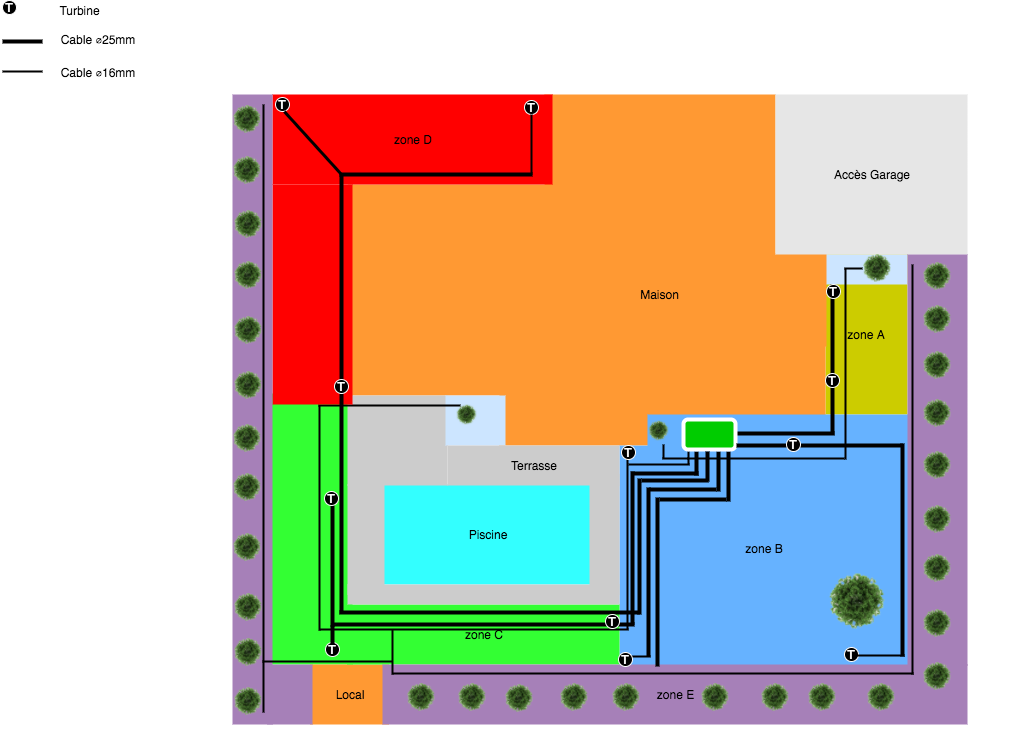 T Turbine
Cable ⌀25mm
Cable ⌀16mm
T
T
zone D
Accès Garage
T
Maison
zone A
T
T
T
T
Terrasse
T
Piscine
zone B
T
zone C
T
T
T
Local
zone E